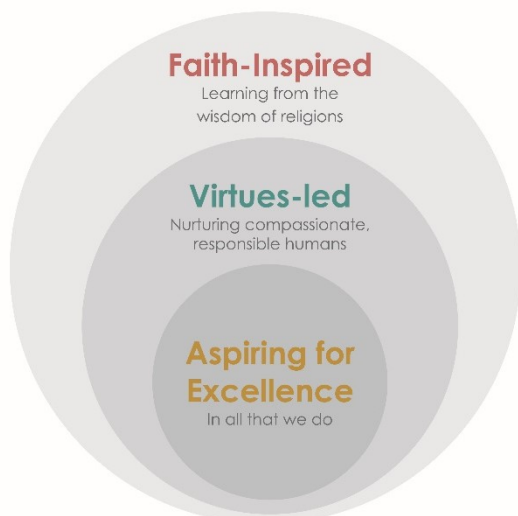 Faith-Inspired
Learning from the
wisdom of religions
Virtues-led
Nurturing compassionate,
responsible humans
Aspiring for
Excellence
In all that we do